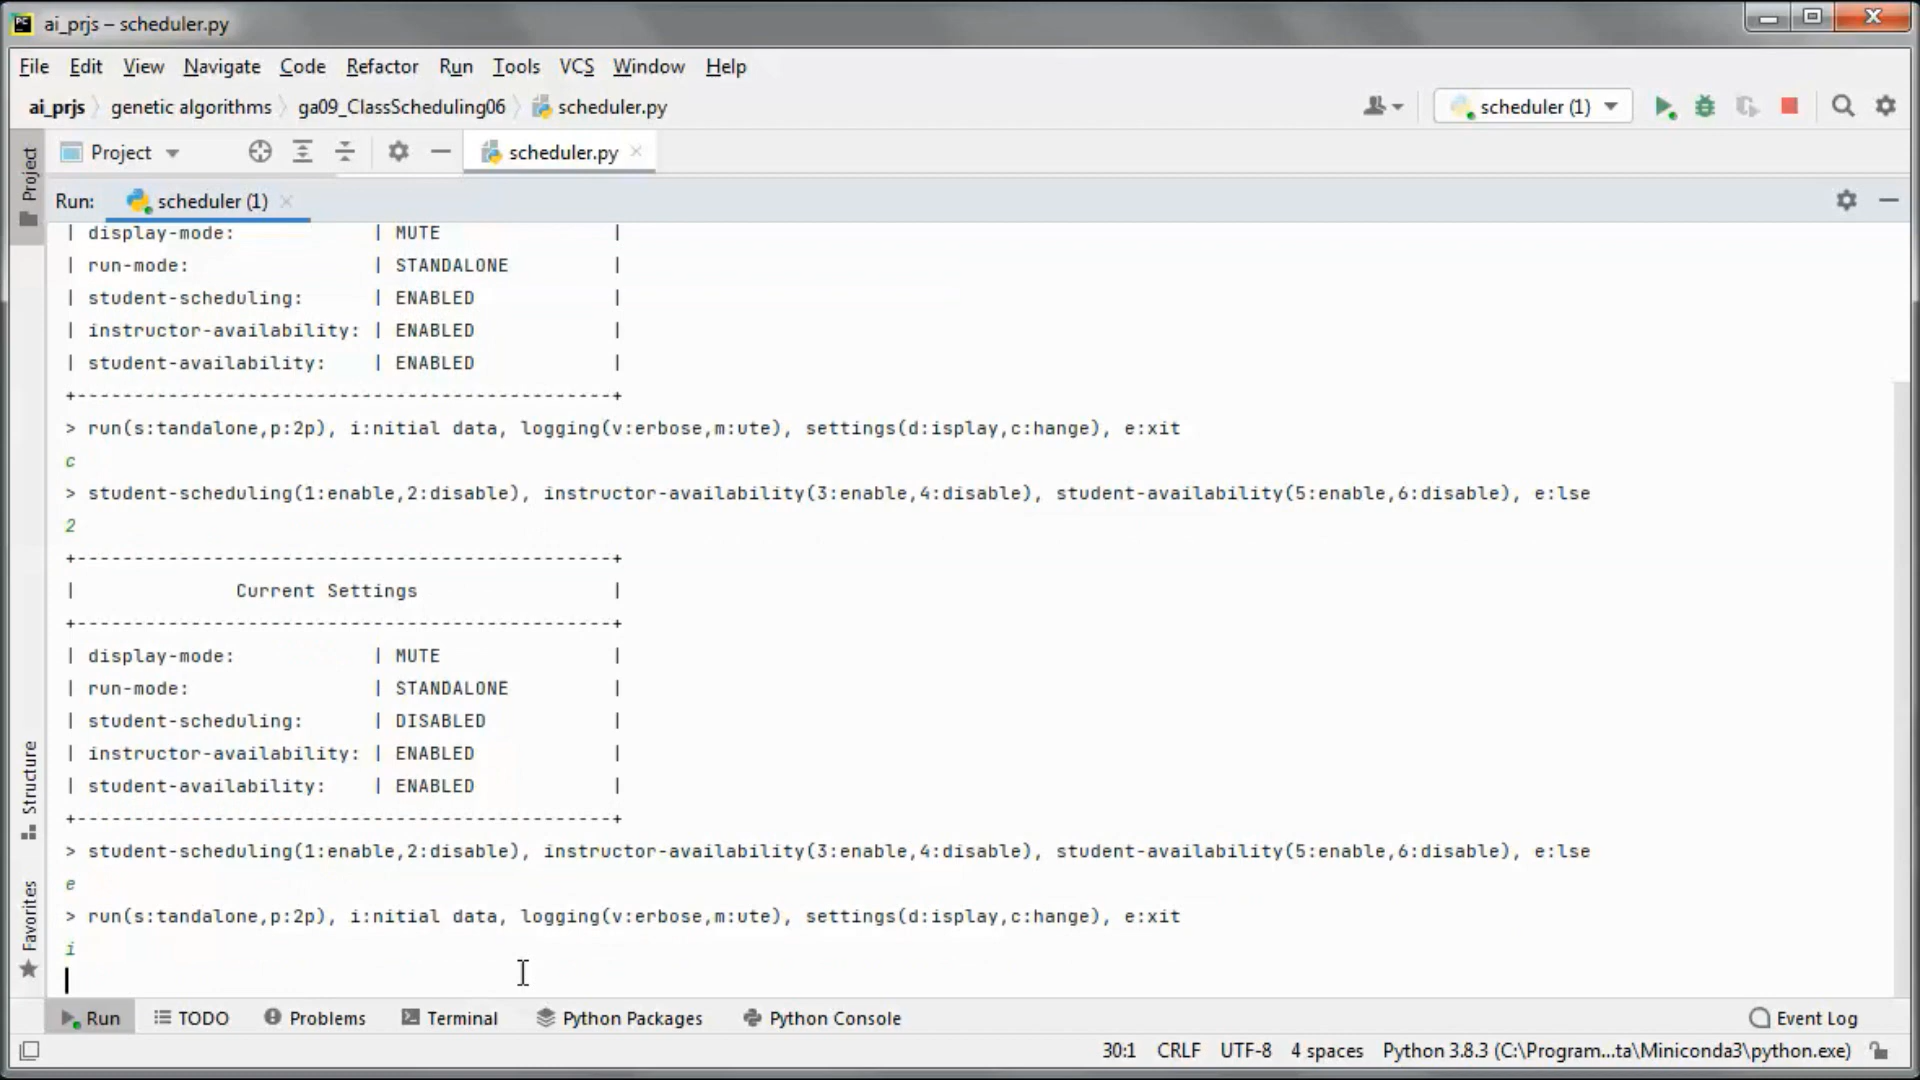 ai_prjs – scheduler.py
File Edit View Navigate Code Refactor Run Tools VCS Window Help
ai_prjs genetic algorithms ga09_ClassScheduling06 scheduler.py scheduler (1)
Project scheduler.py
Project
Run: scheduler (1)
| display-mode: | MUTE |
| run-mode: | STANDALONE |
| student-scheduling: | ENABLED |
| instructor-availability: | ENABLED |
| student-availability: | ENABLED |
+-----------------------------------------------+
> run(s:tandalone,p:2p), i:nitial data, logging(v:erbose,m:ute), settings(d:isplay,c:hange), e:xit
c
> student-scheduling(1:enable,2:disable), instructor-availability(3:enable,4:disable), student-availability(5:enable,6:disable), e:lse
2
+-----------------------------------------------+
| Current Settings |
+-----------------------------------------------+
| display-mode: | MUTE |
| run-mode: | STANDALONE |
| student-scheduling: | DISABLED |
| instructor-availability: | ENABLED |
| student-availability: | ENABLED |
+-----------------------------------------------+
> student-scheduling(1:enable,2:disable), instructor-availability(3:enable,4:disable), student-availability(5:enable,6:disable), e:lse
e
> run(s:tandalone,p:2p), i:nitial data, logging(v:erbose,m:ute), settings(d:isplay,c:hange), e:xit
i
Structure
Favorites
Run TODO Problems Terminal Python Packages Python Console Event Log
30:1 CRLF UTF-8 4 spaces Python 3.8.3 (C:\Program...ta\Miniconda3\python.exe)